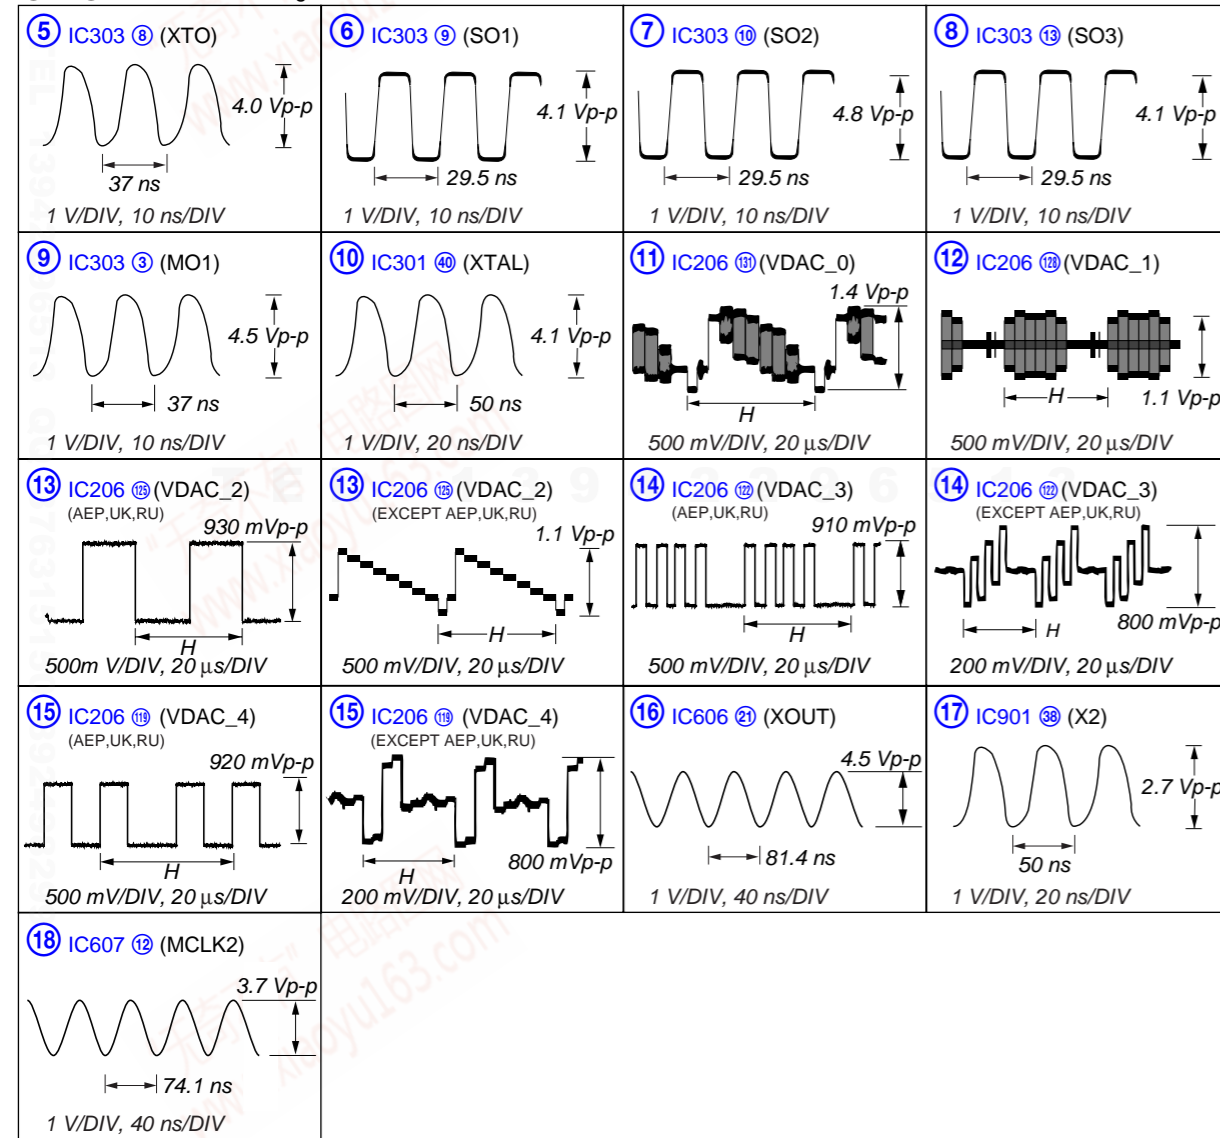 ⑤ IC303 ⑧ (XTO)
4.0 Vp-p
37 ns
1 V/DIV, 10 ns/DIV
⑥ IC303 ⑨ (SO1)
4.1 Vp-p
29.5 ns
1 V/DIV, 10 ns/DIV
⑦ IC303 ⑩ (SO2)
4.8 Vp-p
29.5 ns
1 V/DIV, 10 ns/DIV
⑧ IC303 ⑬ (SO3)
4.1 Vp-p
29.5 ns
1 V/DIV, 10 ns/DIV
⑨ IC303 ③ (MO1)
4.5 Vp-p
37 ns
1 V/DIV, 10 ns/DIV
⑩ IC301 ㊵ (XTAL)
4.1 Vp-p
50 ns
1 V/DIV, 20 ns/DIV
⑪ IC206 131 (VDAC_0)
1.4 Vp-p
H
500 mV/DIV, 20 µs/DIV
⑫ IC206 128 (VDAC_1)
H
1.1 Vp-p
500 mV/DIV, 20 µs/DIV
⑬ IC206 125 (VDAC_2)
(AEP,UK,RU)
930 mVp-p
H
500m V/DIV, 20 µs/DIV
⑬ IC206 125 (VDAC_2)
(EXCEPT AEP,UK,RU)
1.1 Vp-p
H
500 mV/DIV, 20 µs/DIV
⑭ IC206 122 (VDAC_3)
(AEP,UK,RU)
910 mVp-p
H
500 mV/DIV, 20 µs/DIV
⑭ IC206 122 (VDAC_3)
(EXCEPT AEP,UK,RU)
800 mVp-p
H
200 mV/DIV, 20 µs/DIV
⑮ IC206 119 (VDAC_4)
(AEP,UK,RU)
920 mVp-p
H
500 mV/DIV, 20 µs/DIV
⑮ IC206 119 (VDAC_4)
(EXCEPT AEP,UK,RU)
800 mVp-p
H
200 mV/DIV, 20 µs/DIV
⑯ IC606 ㉑ (XOUT)
4.5 Vp-p
81.4 ns
1 V/DIV, 40 ns/DIV
⑰ IC901 ㊳ (X2)
2.7 Vp-p
50 ns
1 V/DIV, 20 ns/DIV
⑱ IC607 ⑫ (MCLK2)
3.7 Vp-p
74.1 ns
1 V/DIV, 40 ns/DIV